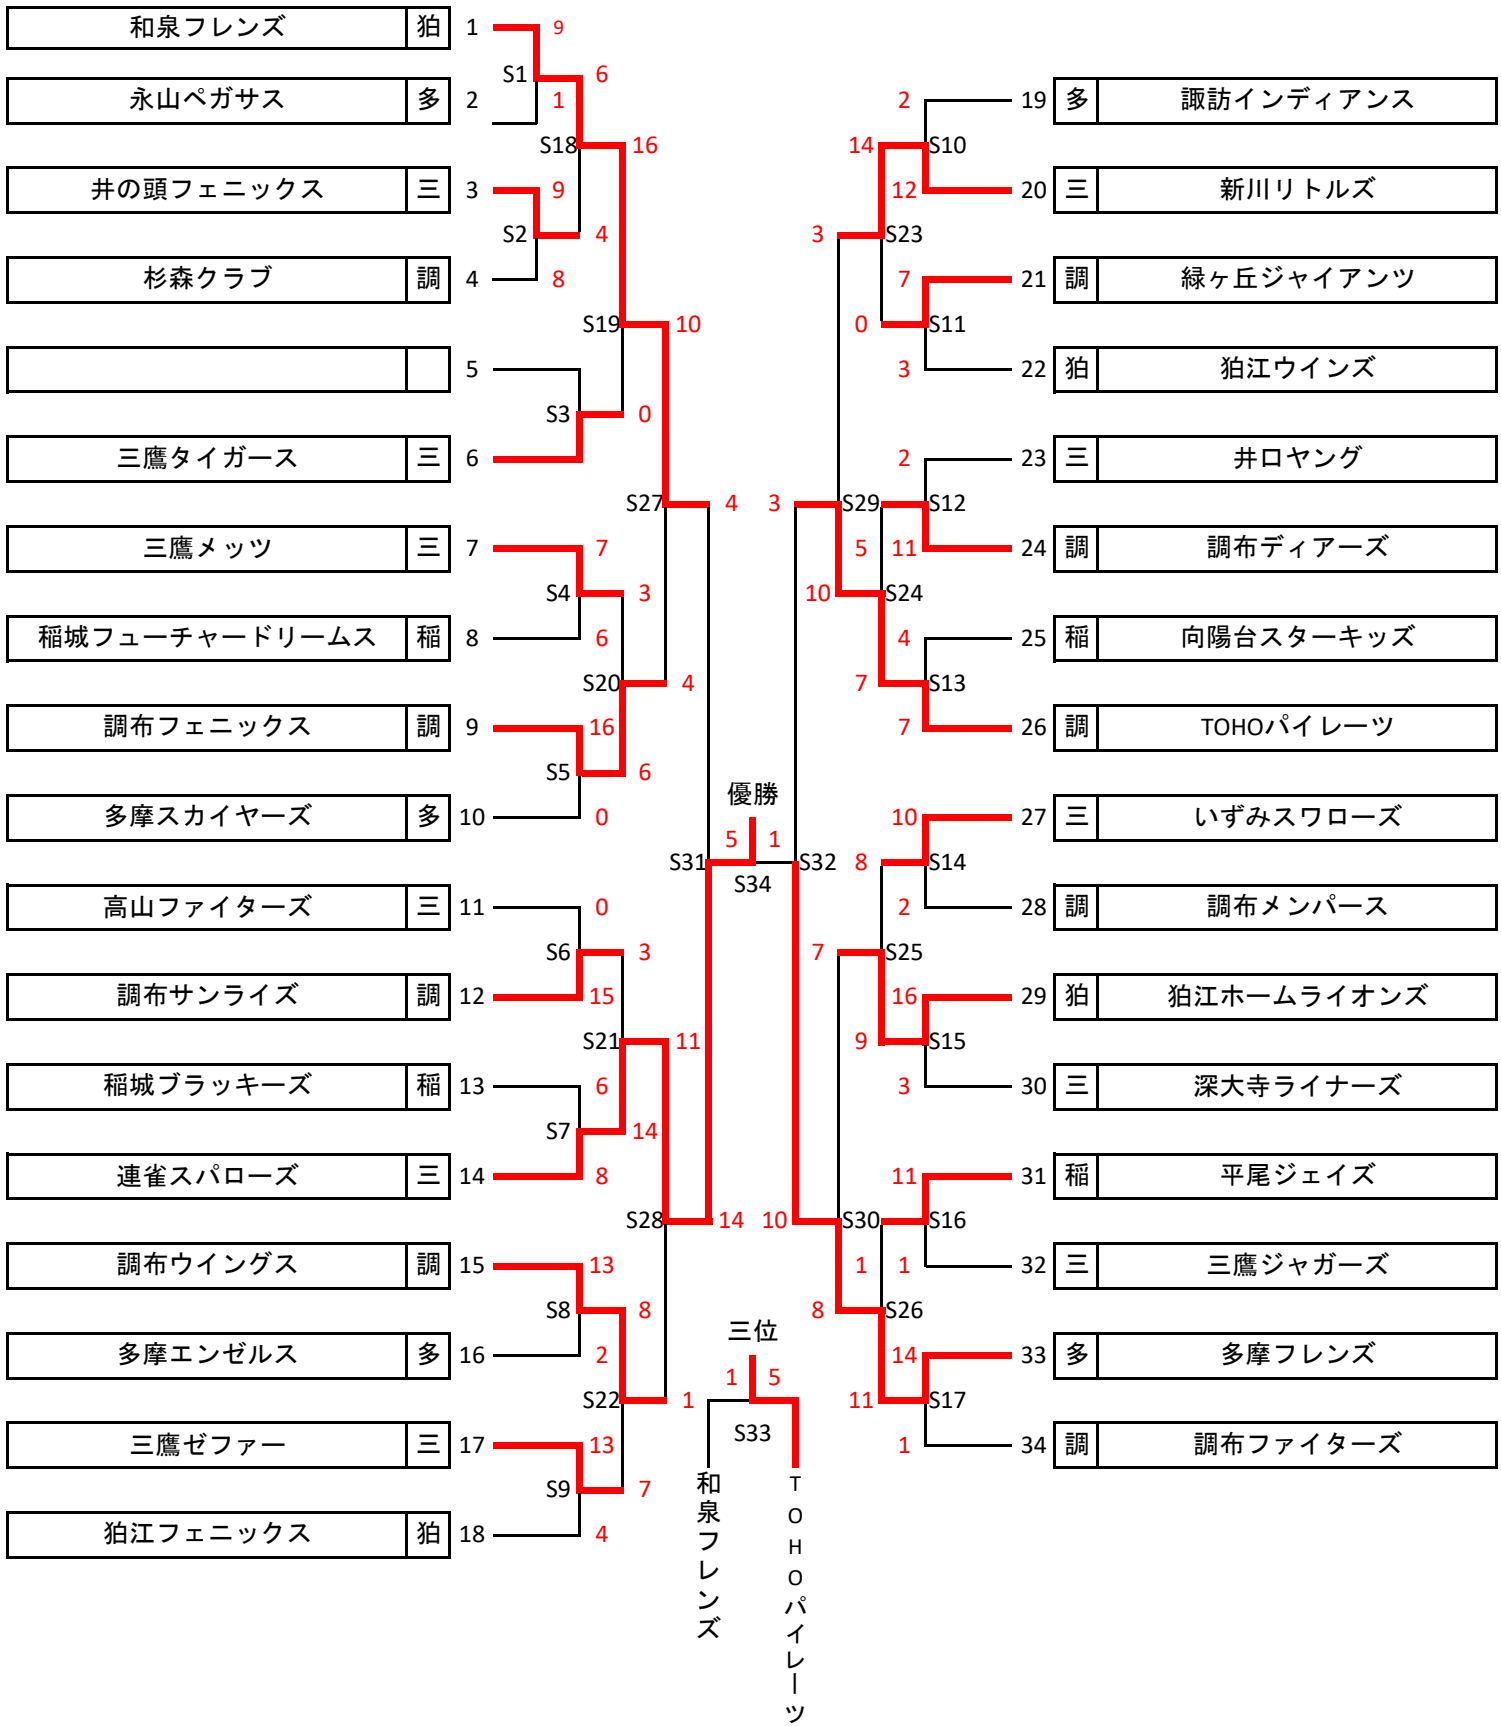 和泉フレンズ 狛 1 9
S1 6
永山ペガサス 多 2 1
S18 16
井の頭フェニックス 三 3 9
S2 4
杉森クラブ 調 4 8
S19 10
5
S3 0
三鷹タイガース 三 6
S27 4
三鷹メッツ 三 7 7
S4 3
稲城フューチャードリームス 稲 8 6
S20 4
調布フェニックス 調 9 16
S5 6
多摩スカイヤーズ 多 10 0
S31 5
高山ファイターズ 三 11 0
S6 3
調布サンライズ 調 12 15
S21 11
稲城ブラッキーズ 稲 13 6
S7 14
連雀スパローズ 三 14 8
S28 14
調布ウイングス 調 15 13
S8 8
多摩エンゼルス 多 16 2
S22 1
三鷹ゼファー 三 17 13
S9 7
狛江フェニックス 狛 18 4
優勝
5 1
S34
三位
1 5
S33
和泉フレンズ
TOHOパイレーツ
2 19 多 諏訪インディアンス
14 S10
12 20 三 新川リトルズ
3 S23
7 21 調 緑ヶ丘ジャイアンツ
0 S11
3 22 狛 狛江ウインズ
2 23 三 井口ヤング
3 S29 S12
5 11 24 調 調布ディアーズ
10 S24
4 25 稲 向陽台スターキッズ
7 S13
7 26 調 TOHOパイレーツ
10 27 三 いずみスワローズ
S32 8 S14
2 28 調 調布メンパース
7 S25
16 29 狛 狛江ホームライオンズ
9 S15
3 30 三 深大寺ライナーズ
11 31 稲 平尾ジェイズ
10 S30 S16
1 1 32 三 三鷹ジャガーズ
8 S26
14 33 多 多摩フレンズ
11 S17
1 34 調 調布ファイターズ